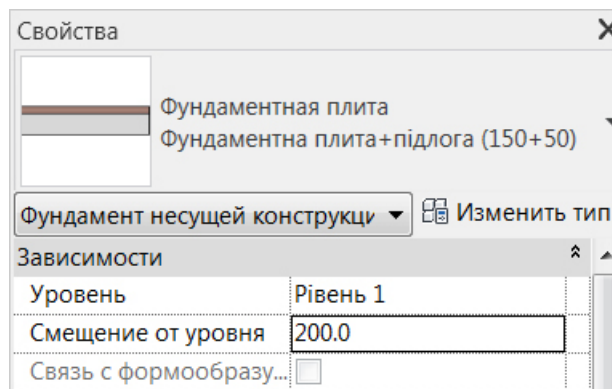 Свойства
Фундаментная плита
Фундаментна плита+підлога (150+50)
Фундамент несущей конструкци
Изменить тип
Зависимости
Уровень
Рівень 1
Смещение от уровня
200.0
Связь с формообразу...